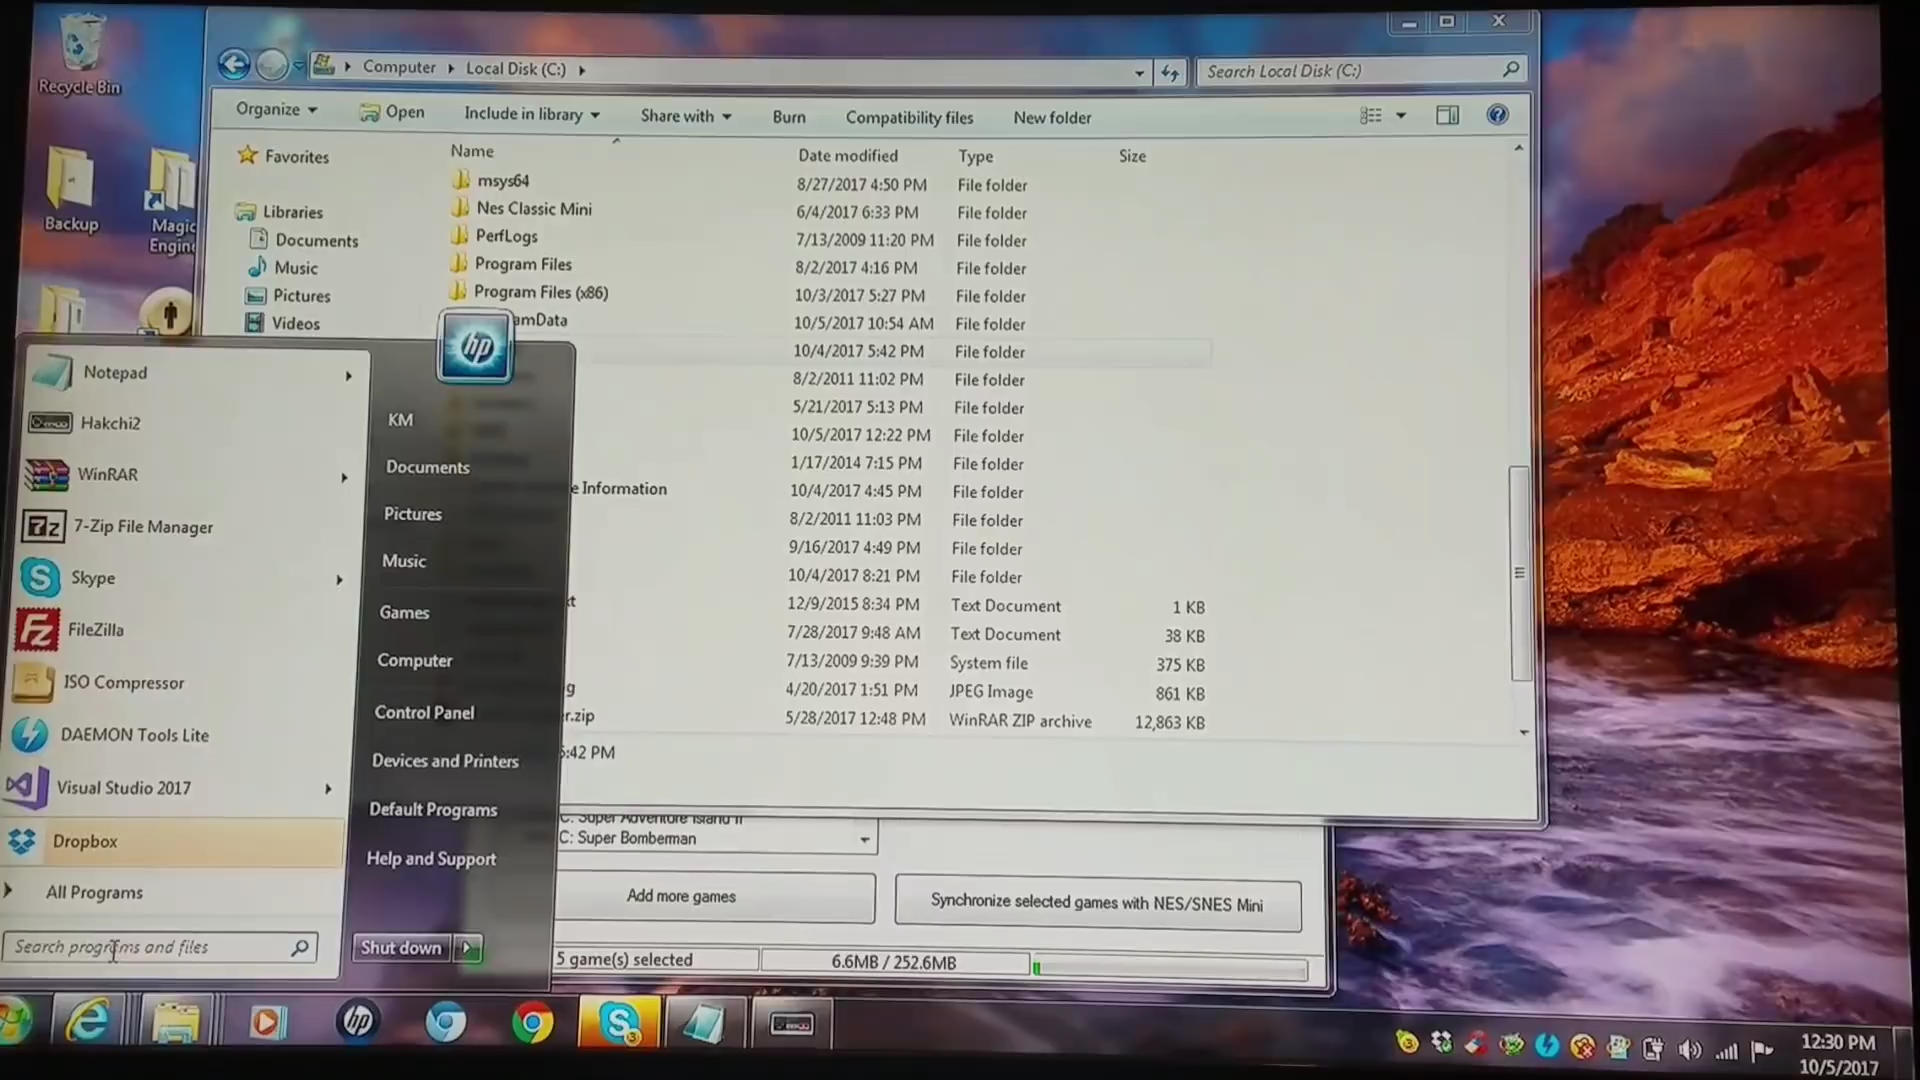 Recycle Bin
Backup
Magic
Engine
Computer
Local Disk (C:)
Search Local Disk (C:)
Organize
Open
Include in library
Share with
Burn
Compatibility files
New folder
Name
Date modified
Type
Size
Favorites
Libraries
Documents
Music
Pictures
Videos
msys64 8/27/2017 4:50 PM File folder
Nes Classic Mini 6/4/2017 6:33 PM File folder
PerfLogs 7/13/2009 11:20 PM File folder
Program Files 8/2/2017 4:16 PM File folder
Program Files (x86) 10/3/2017 5:27 PM File folder
amData 10/5/2017 10:54 AM File folder
10/4/2017 5:42 PM File folder
8/2/2011 11:02 PM File folder
5/21/2017 5:13 PM File folder
10/5/2017 12:22 PM File folder
1/17/2014 7:15 PM File folder
e Information 10/4/2017 4:45 PM File folder
8/2/2011 11:03 PM File folder
9/16/2017 4:49 PM File folder
10/4/2017 8:21 PM File folder
xt 12/9/2015 8:34 PM Text Document 1 KB
7/28/2017 9:48 AM Text Document 38 KB
7/13/2009 9:39 PM System file 375 KB
g 4/20/2017 1:51 PM JPEG Image 861 KB
r.zip 5/28/2017 12:48 PM WinRAR ZIP archive 12,863 KB
5:42 PM
Notepad
Hakchi2
WinRAR
7-Zip File Manager
Skype
FileZilla
ISO Compressor
DAEMON Tools Lite
Visual Studio 2017
Dropbox
All Programs
Search programs and files
hp
KM
Documents
Pictures
Music
Games
Computer
Control Panel
Devices and Printers
Default Programs
Help and Support
Shut down
C: Super Adventure Island II
C: Super Bomberman
Add more games
Synchronize selected games with NES/SNES Mini
5 game(s) selected
6.6MB / 252.6MB
12:30 PM
10/5/2017